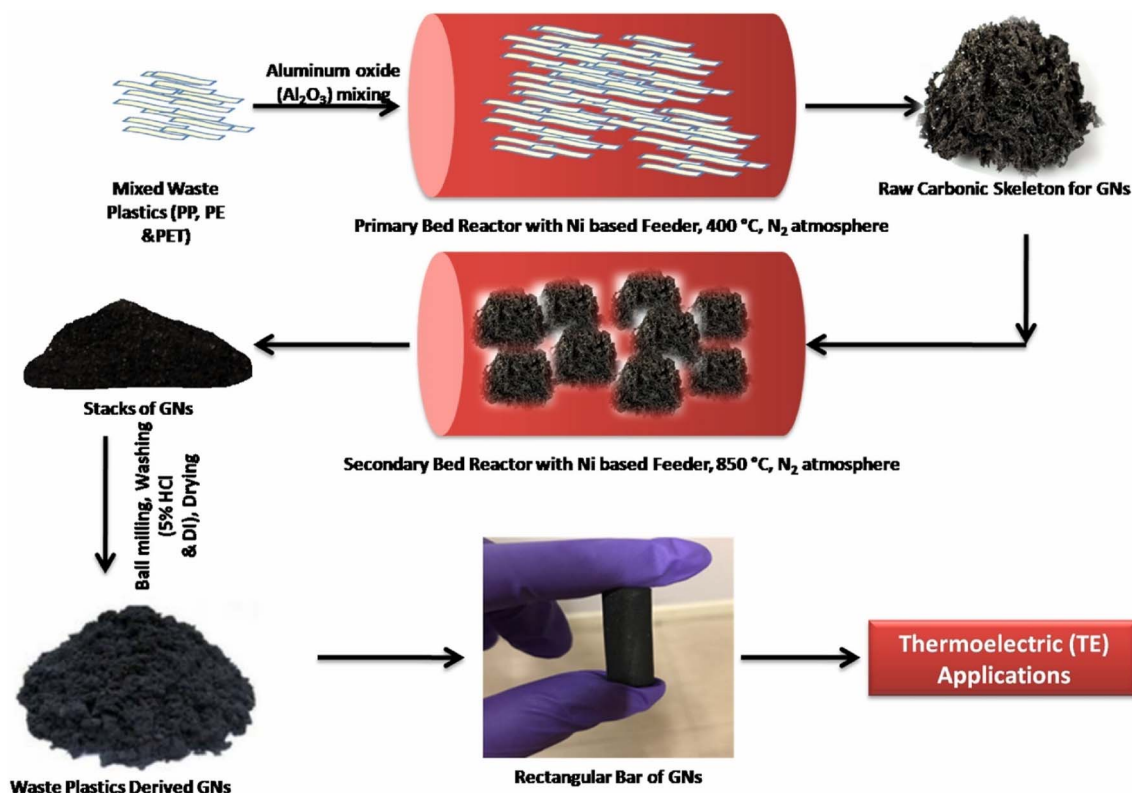 Aluminum oxide
(Al₂O₃) mixing
Mixed Waste
Plastics (PP, PE
&PET)
Primary Bed Reactor with Ni based Feeder, 400 °C, N₂ atmosphere
Raw Carbonic Skeleton for GNs
Secondary Bed Reactor with Ni based Feeder, 850 °C, N₂ atmosphere
Stacks of GNs
Ball milling, Washing
(5% HCl
& DI), Drying
Waste Plastics Derived GNs
Rectangular Bar of GNs
Thermoelectric (TE)
Applications